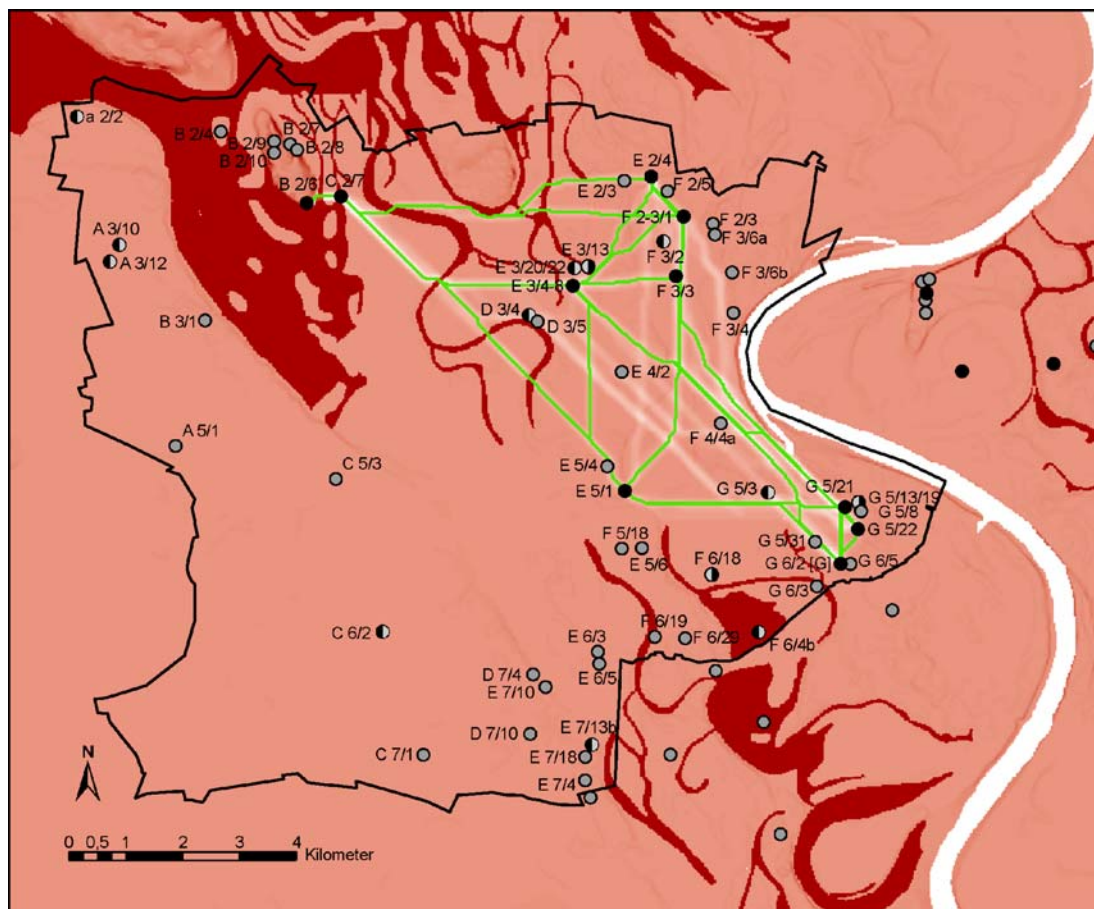 a 2/2
B 2/4
B 2/7
B 2/9
B 2/8
B 2/10
B 2/6
C 2/7
E 2/4
E 2/3
F 2/5
F 2-3/1
F 2/3
F 3/6a
A 3/10
A 3/12
E 3/13
F 3/2
E 3/20/22
E 3/4-8
F 3/3
F 3/6b
B 3/1
D 3/4
D 3/5
F 3/4
E 4/2
A 5/1
F 4/4a
C 5/3
E 5/4
E 5/1
G 5/3
G 5/21
G 5/13/19
G 5/8
G 5/22
F 5/18
E 5/6
G 5/31
F 6/18
G 6/2 [G]
G 6/5
G 6/3
C 6/2
F 6/19
F 6/29
F 6/4b
E 6/3
E 6/5
D 7/4
E 7/10
D 7/10
E 7/13b
C 7/1
E 7/18
E 7/4
N
0 0,5 1 2 3 4
Kilometer